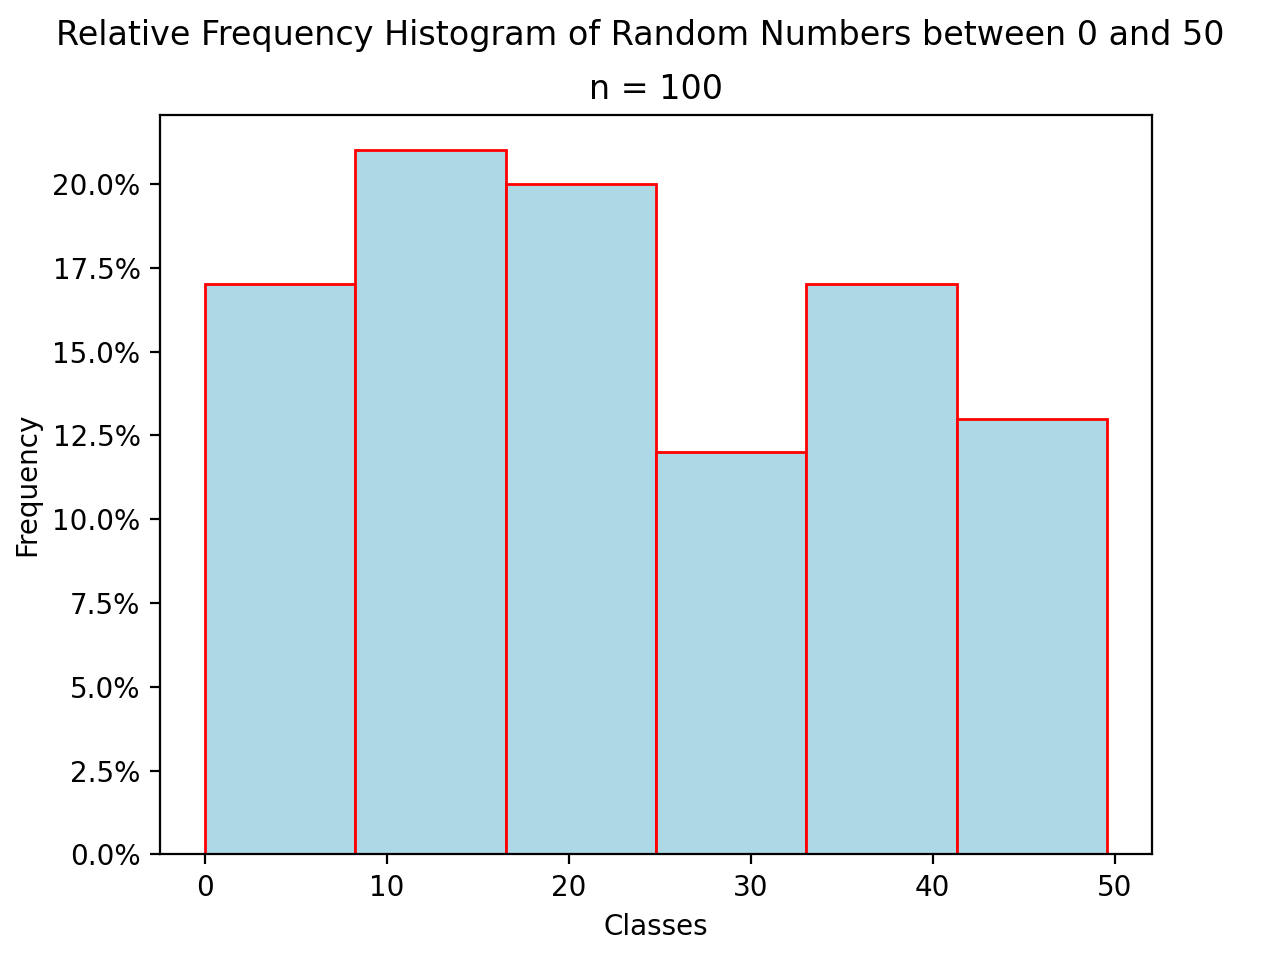 Relative Frequency Histogram of Random Numbers between 0 and 50
n = 100
20.0%
17.5%
15.0%
12.5%
10.0%
7.5%
5.0%
2.5%
0.0%
Frequency
0 10 20 30 40 50
Classes